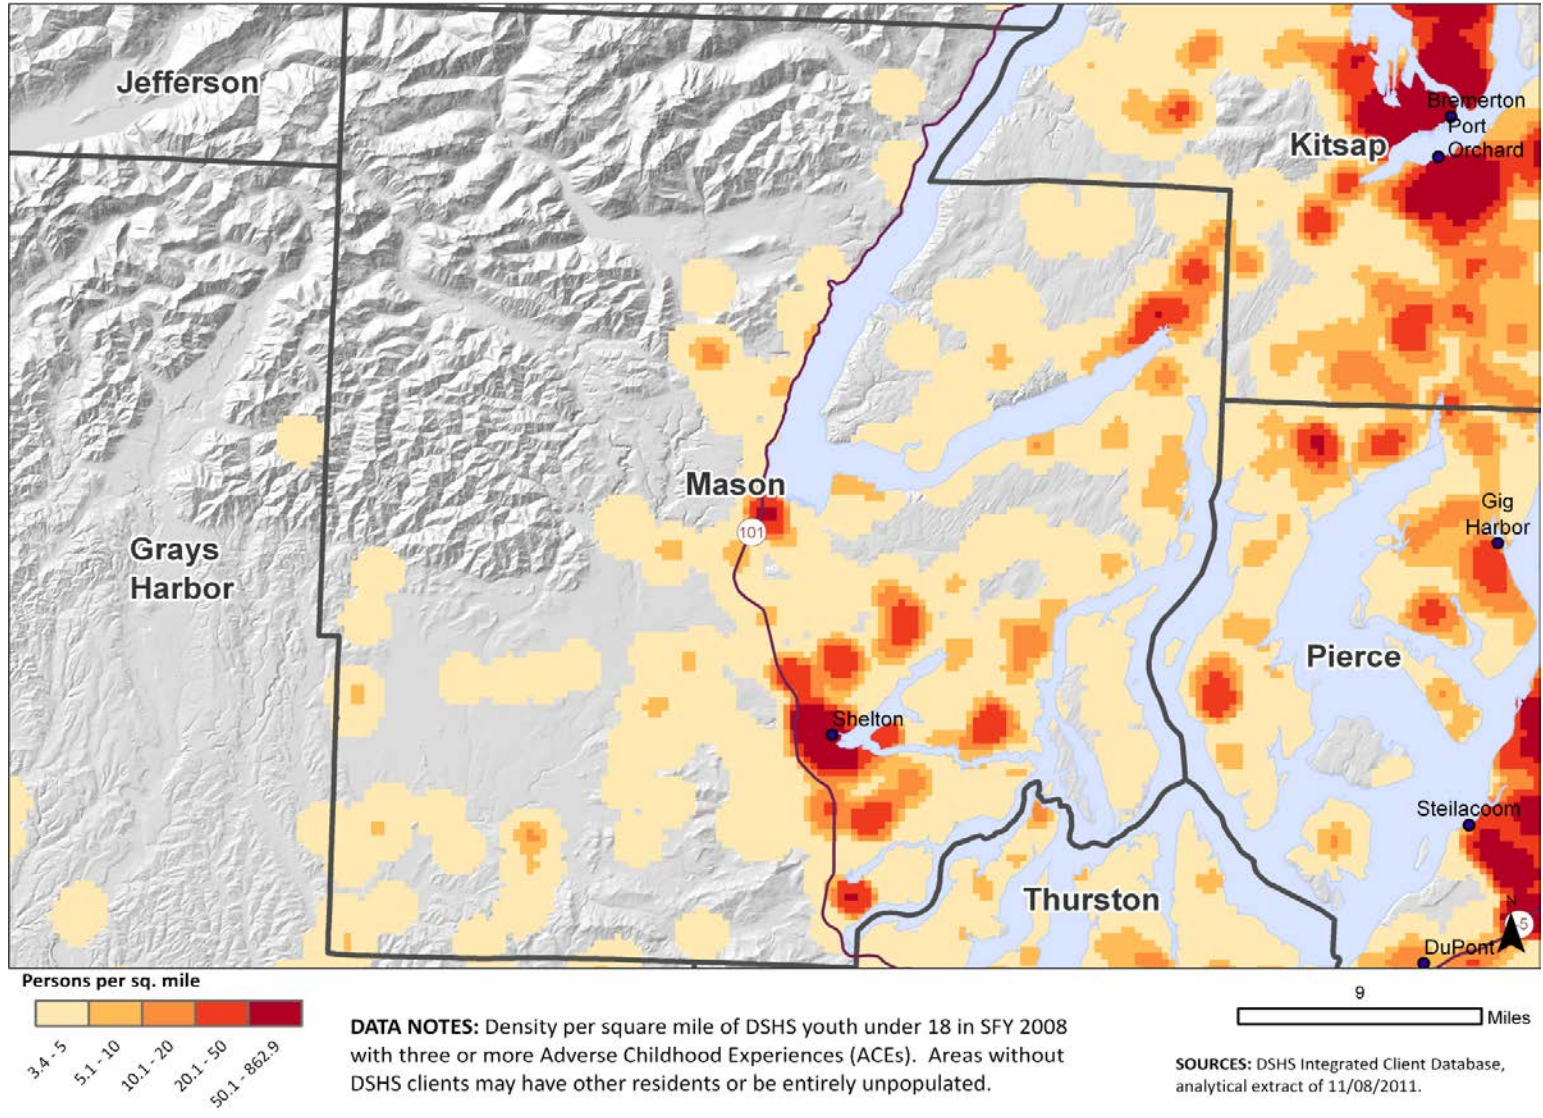 Jefferson
Bremerton
Port
Orchard
Kitsap
Mason
101
Gig
Harbor
Grays
Harbor
Pierce
Shelton
Steilacoom
Thurston
N
5
DuPont
Persons per sq. mile
3.4 - 5
5.1 - 10
10.1 - 20
20.1 - 50
50.1 - 862.9
DATA NOTES: Density per square mile of DSHS youth under 18 in SFY 2008
with three or more Adverse Childhood Experiences (ACEs). Areas without
DSHS clients may have other residents or be entirely unpopulated.
9
Miles
SOURCES: DSHS Integrated Client Database,
analytical extract of 11/08/2011.